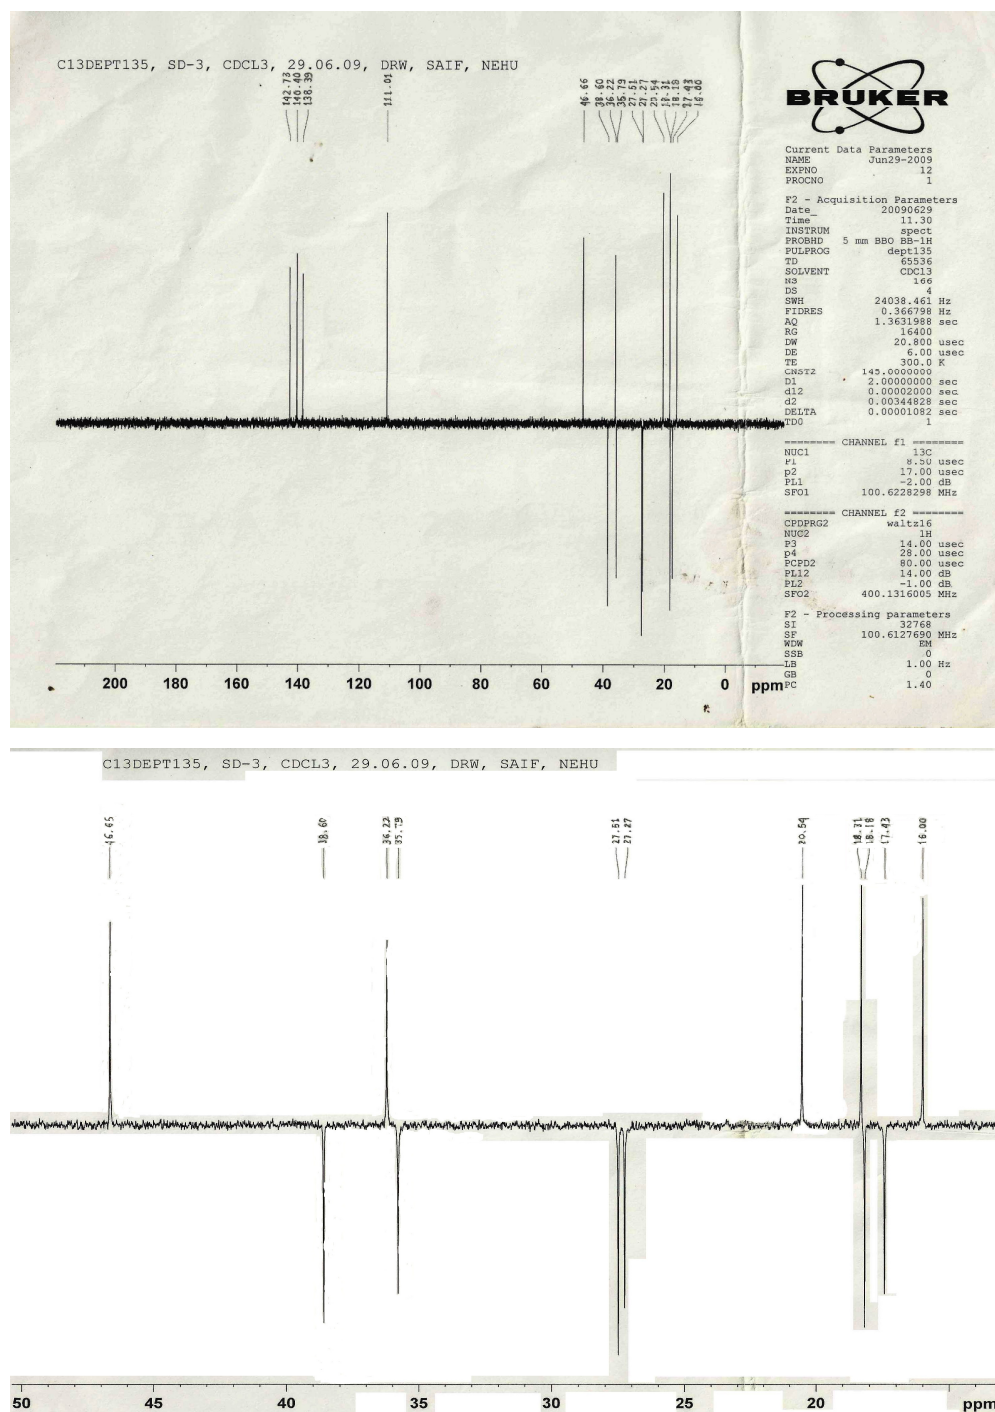 C13DEPT135, SD-3, CDCL3, 29.06.09, DRW, SAIF, NEHU
142.73
140.40
138.39
111.01
46.66
38.60
36.22
35.79
27.51
27.27
20.54
18.31
18.18
17.43
16.00
BRUKER
Current Data Parameters
NAME Jun29-2009
EXPNO 12
PROCNO 1
F2 - Acquisition Parameters
Date_ 20090629
Time 11.30
INSTRUM spect
PROBHD 5 mm BBO BB-1H
PULPROG dept135
TD 65536
SOLVENT CDCl3
NS 166
DS 4
SWH 24038.461 Hz
FIDRES 0.366798 Hz
AQ 1.3631988 sec
RG 16400
DW 20.800 usec
DE 6.00 usec
TE 300.0 K
CNST2 145.0000000
D1 2.00000000 sec
d12 0.00002000 sec
d2 0.00344828 sec
DELTA 0.00001082 sec
TD0 1
======== CHANNEL f1 ========
NUC1 13C
P1 8.50 usec
p2 17.00 usec
PL1 -2.00 dB
SFO1 100.6228298 MHz
======== CHANNEL f2 ========
CPDPRG2 waltz16
NUC2 1H
P3 14.00 usec
p4 28.00 usec
PCPD2 80.00 usec
PL12 14.00 dB
PL2 -1.00 dB
SFO2 400.1316005 MHz
F2 - Processing parameters
SI 32768
SF 100.6127690 MHz
WDW EM
SSB 0
LB 1.00 Hz
GB 0
PC 1.40
200 180 160 140 120 100 80 60 40 20 0 ppm
C13DEPT135, SD-3, CDCL3, 29.06.09, DRW, SAIF, NEHU
46.65
38.60
36.22
35.79
27.51
27.27
20.54
18.31
18.18
17.43
16.00
50 45 40 35 30 25 20 ppm